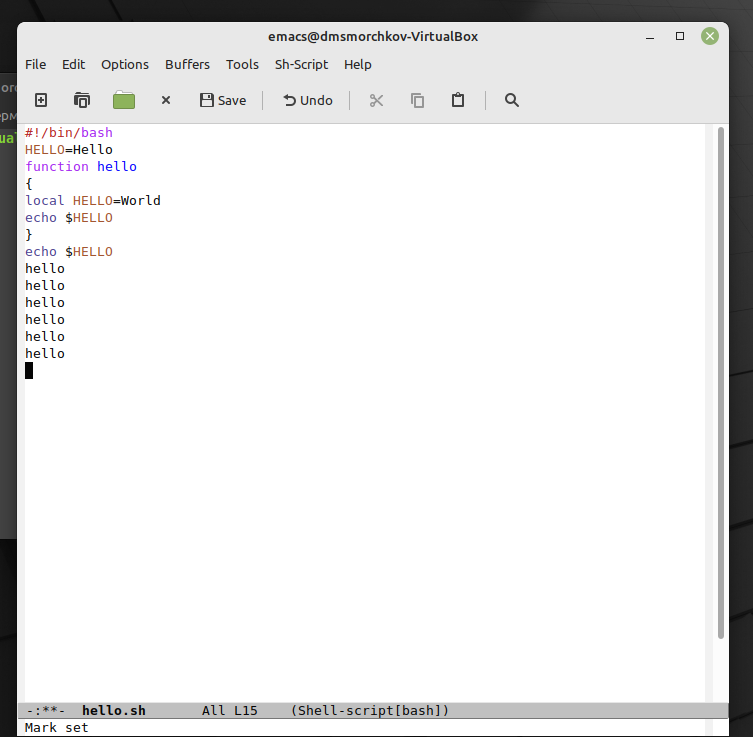 emacs@dmsmorchkov-VirtualBox
File Edit Options Buffers Tools Sh-Script Help
Save Undo
#!/bin/bash
HELLO=Hello
function hello
{
local HELLO=World
echo $HELLO
}
echo $HELLO
hello
hello
hello
hello
hello
hello
-:**- hello.sh All L15 (Shell-script[bash])
Mark set